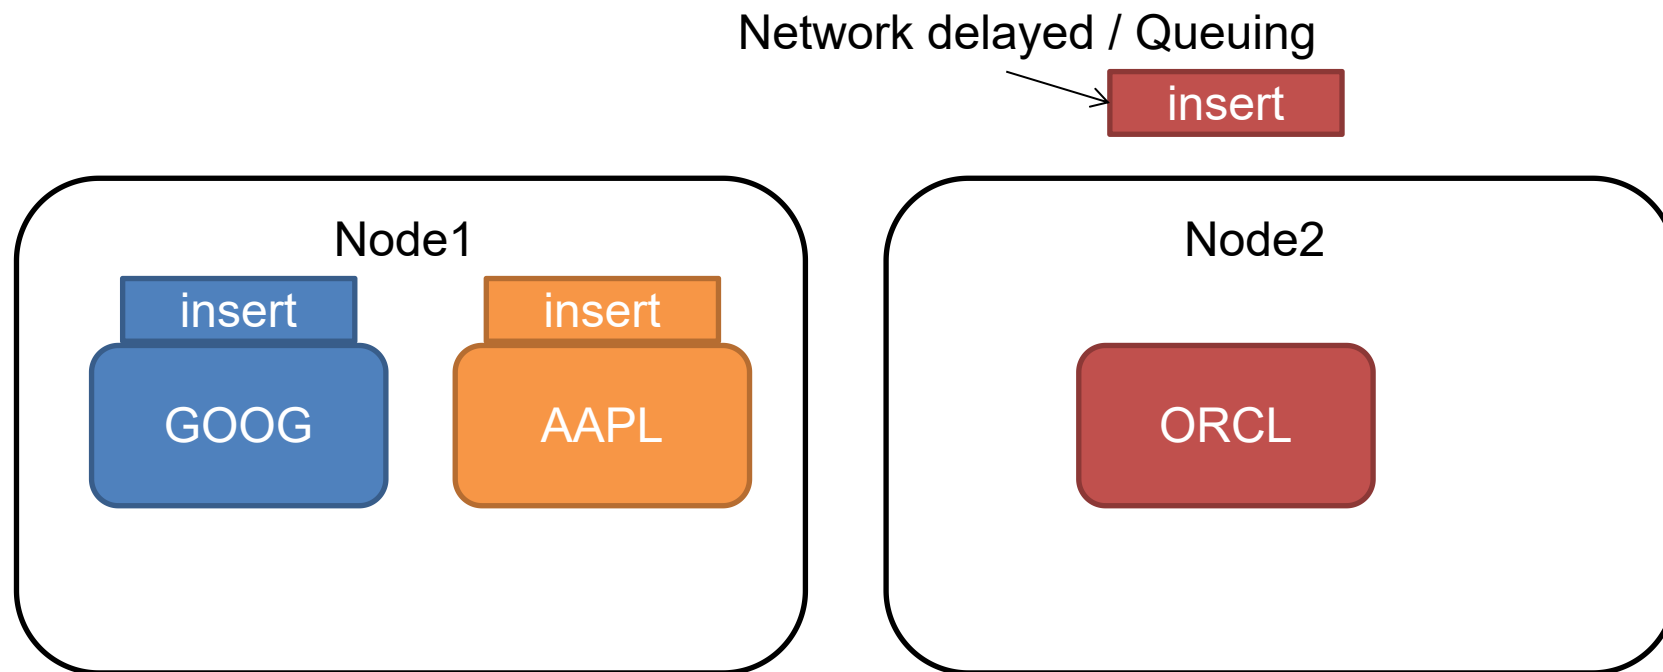 Network delayed / Queuing
insert
Node1
Node2
insert
insert
GOOG
AAPL
ORCL